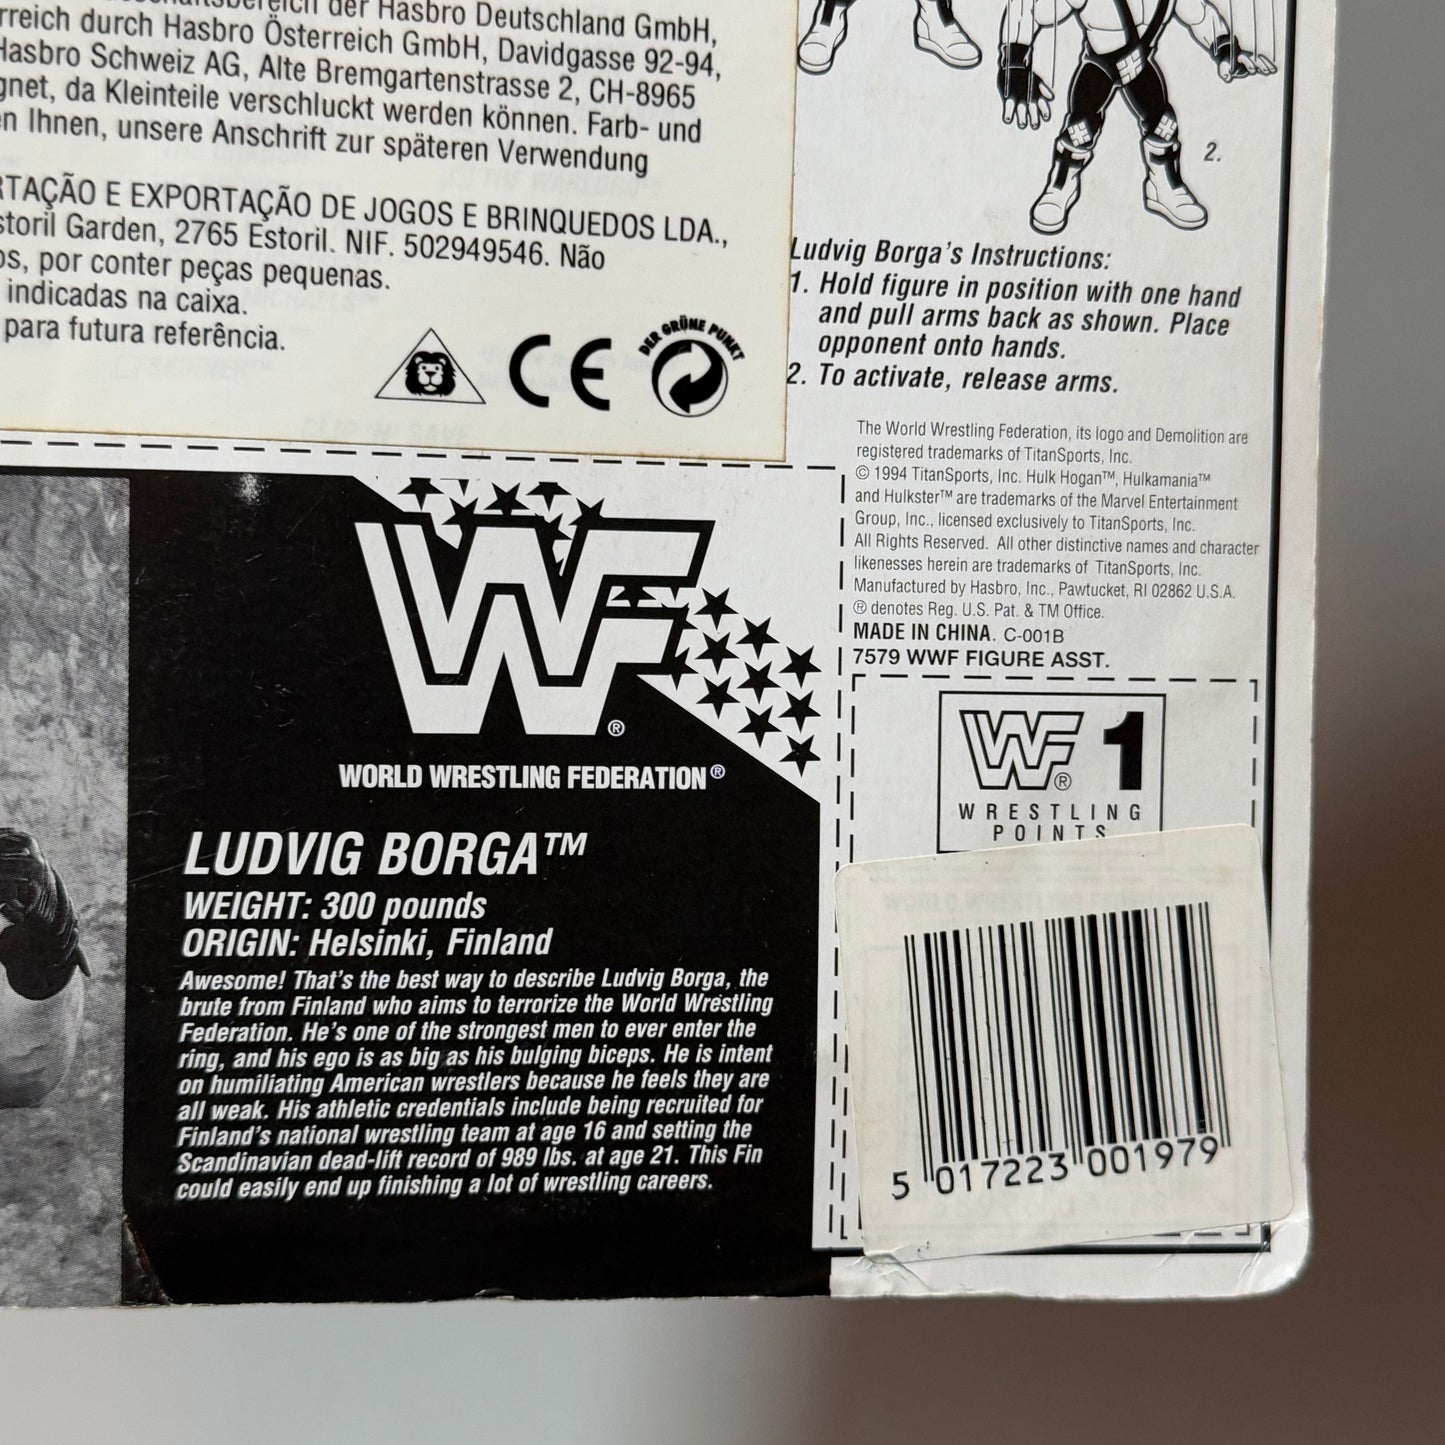 der Hasbro Deutschland GmbH,
durch Hasbro Österreich GmbH, Davidgasse 92-94,
Hasbro Schweiz AG, Alte Bremgartenstrasse 2, CH-8965
da Kleinteile verschluckt werden können. Farb- und
Ihnen, unsere Anschrift zur späteren Verwendung
E EXPORTAÇÃO DE JOGOS E BRINQUEDOS LDA.,
Garden, 2765 Estoril. NIF. 502949546. Não
por conter peças pequenas.
indicadas na caixa.
para futura referência.
CE
DER GRÜNE PUNKT
2.
Ludvig Borga's Instructions:
1. Hold figure in position with one hand
and pull arms back as shown. Place
opponent onto hands.
2. To activate, release arms.
The World Wrestling Federation, its logo and Demolition are
registered trademarks of TitanSports, Inc.
© 1994 TitanSports, Inc. Hulk Hogan™, Hulkamania™
and Hulkster™ are trademarks of the Marvel Entertainment
Group, Inc., licensed exclusively to TitanSports, Inc.
All Rights Reserved. All other distinctive names and character
likenesses herein are trademarks of TitanSports, Inc.
Manufactured by Hasbro, Inc., Pawtucket, RI 02862 U.S.A.
® denotes Reg. U.S. Pat. & TM Office.
MADE IN CHINA. C-001B
7579 WWF FIGURE ASST.
WF®
WORLD WRESTLING FEDERATION®
LUDVIG BORGA™
WEIGHT: 300 pounds
ORIGIN: Helsinki, Finland
Awesome! That's the best way to describe Ludvig Borga, the
brute from Finland who aims to terrorize the World Wrestling
Federation. He's one of the strongest men to ever enter the
ring, and his ego is as big as his bulging biceps. He is intent
on humiliating American wrestlers because he feels they are
all weak. His athletic credentials include being recruited for
Finland's national wrestling team at age 16 and setting the
Scandinavian dead-lift record of 989 lbs. at age 21. This Fin
could easily end up finishing a lot of wrestling careers.
WF® 1
WRESTLING
POINTS
5 017223 001979